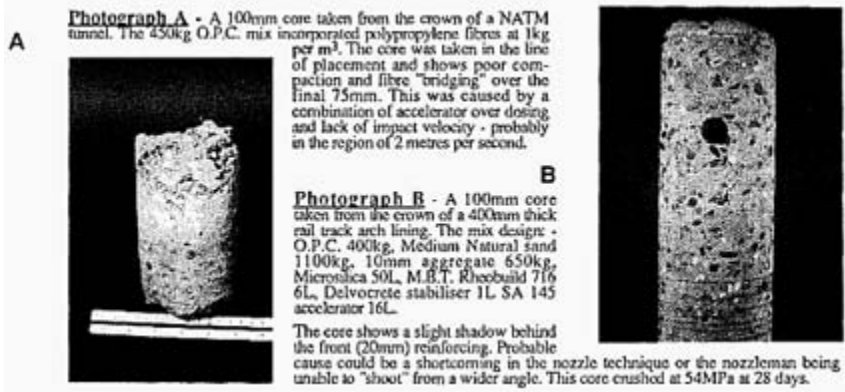 A
Photograph A - A 100mm core taken from the crown of a NATM
tunnel. The 450kg O.P.C. mix incorporated polypropylene fibres at 1kg
per m³. The core was taken in the line
of placement and shows poor com-
paction and fibre "bridging" over the
final 75mm. This was caused by a
combination of accelerator over dosing
and lack of impact velocity - probably
in the region of 2 metres per second.
B
Photograph B - A 100mm core
taken from the crown of a 400mm thick
rail track arch lining. The mix design: -
O.P.C. 400kg, Medium Natural sand
1100kg, 10mm aggregate 650kg,
Microsilica 50L, M.B.T. Rheobuild 716
6L, Delvocrete stabiliser 1L SA 145
accelerator 16L.
The core shows a slight shadow behind
the front (20mm) reinforcing. Probable
cause could be a shortcoming in the nozzle technique or the nozzleman being
unable to "shoot" from a wider angle. This core crushed at 54MPa at 28 days.